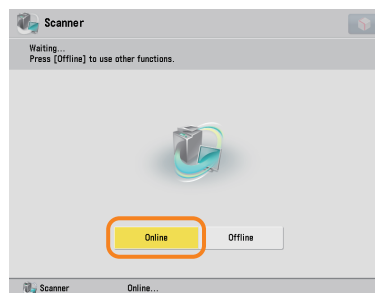 Scanner
Waiting...
Press [Offline] to use other functions.
Online
Offline
Scanner Online...